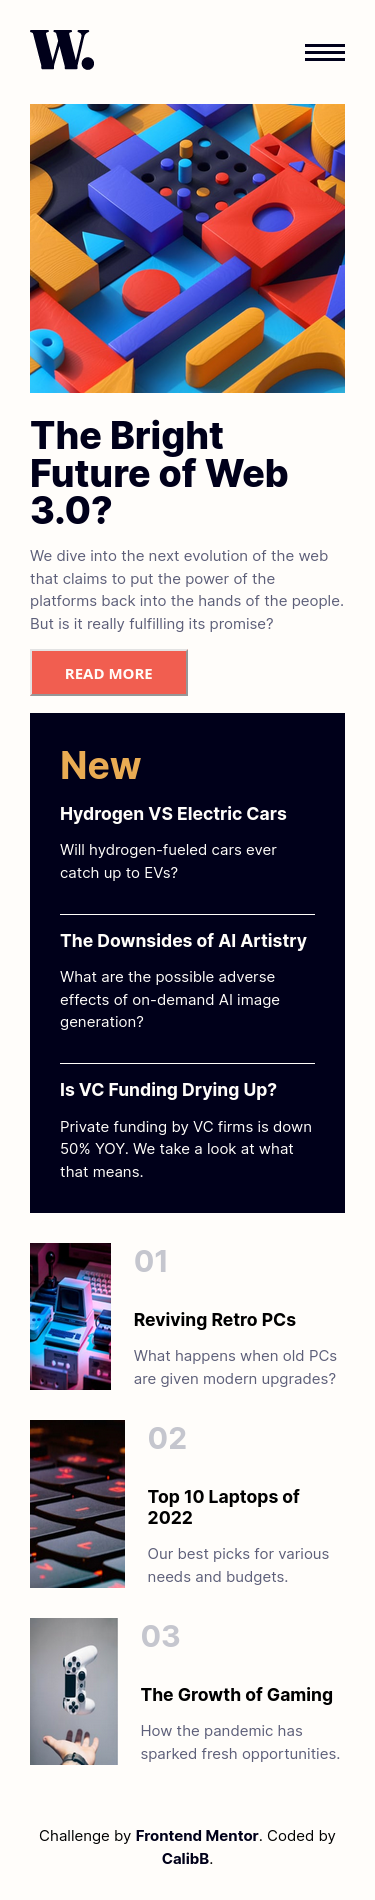 W.
The Bright
Future of Web
3.0?
We dive into the next evolution of the web
that claims to put the power of the
platforms back into the hands of the people.
But is it really fulfilling its promise?
READ MORE
New
Hydrogen VS Electric Cars
Will hydrogen-fueled cars ever
catch up to EVs?
The Downsides of AI Artistry
What are the possible adverse
effects of on-demand AI image
generation?
Is VC Funding Drying Up?
Private funding by VC firms is down
50% YOY. We take a look at what
that means.
01
Reviving Retro PCs
What happens when old PCs
are given modern upgrades?
02
Top 10 Laptops of
2022
Our best picks for various
needs and budgets.
03
The Growth of Gaming
How the pandemic has
sparked fresh opportunities.
Challenge by Frontend Mentor. Coded by
CalibB.